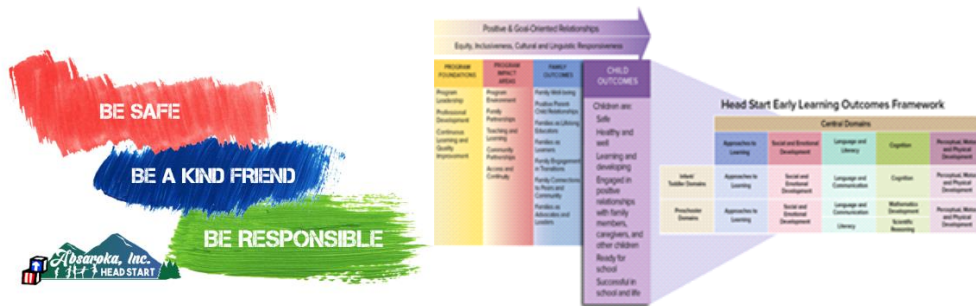 BE SAFE
BE A KIND FRIEND
BE RESPONSIBLE
Absaroka, Inc.
HEAD START
Positive & Goal-Oriented Relationships
Equity, Inclusiveness, Cultural and Linguistic Responsiveness
PROGRAM
FOUNDATIONS
Program
Leadership
Professional
Development
Continuous
Learning and
Quality
Improvement
PROGRAM
IMPACT
AREAS
Program
Environment
Family
Partnerships
Teaching and
Learning
Community
Partnerships
Access and
Continuity
FAMILY
OUTCOMES
Family Well-being
Positive Parent-
Child Relationships
Families as Lifelong
Educators
Families as
Learners
Family Engagement
in Transitions
Family Connections
to Peers and
Community
Families as
Advocates and
Leaders
CHILD
OUTCOMES
Children are:
Safe
Healthy and
well
Learning and
developing
Engaged in
positive
relationships
with family
members,
caregivers, and
other children
Ready for
school
Successful in
school and life
Head Start Early Learning Outcomes Framework
Central Domains
Approaches to
Learning
Social and Emotional
Development
Language and
Literacy
Cognition
Perceptual, Motor,
and Physical
Development
Infant/
Toddler Domains
Approaches to
Learning
Social and
Emotional
Development
Language and
Communication
Cognition
Perceptual, Motor,
and Physical
Development
Preschooler
Domains
Approaches to
Learning
Social and
Emotional
Development
Language and
Communication
Literacy
Mathematics
Development
Scientific
Reasoning
Perceptual, Motor,
and Physical
Development